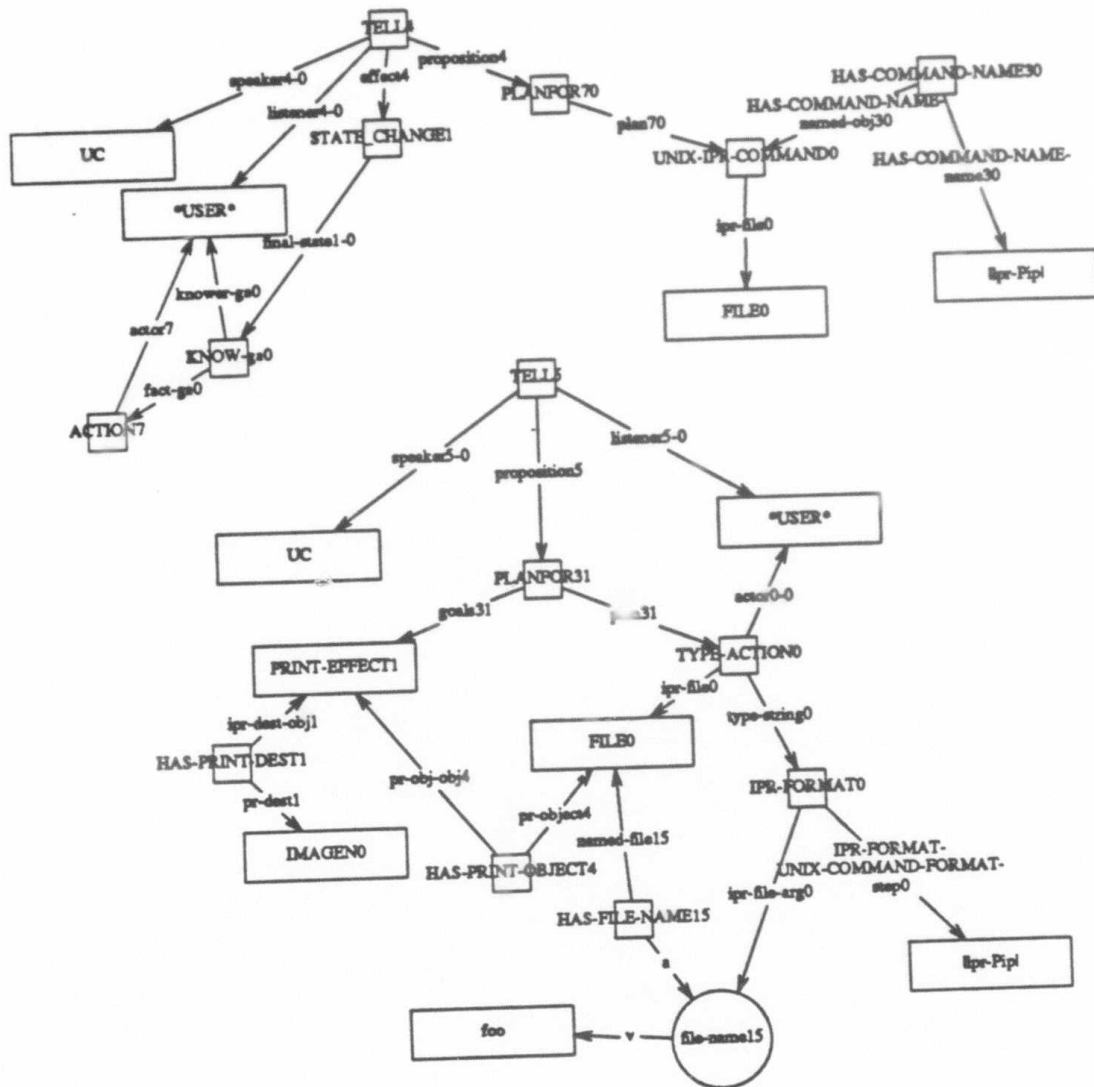 TELL4
speaker4-0
listener4-0
effect4
proposition4
PLANFOR70
plan70
HAS-COMMAND-NAME30
HAS-COMMAND-NAME-
named-obj30
UC
STATE_CHANGE1
UNIX-IPR-COMMAND0
HAS-COMMAND-NAME-
name30
*USER*
final-state1-0
ipr-file0
knower-gs0
actor7
FILE0
KNOW-gs0
fact-gs0
ACTION7
TELL5
speaker5-0
proposition5
listener5-0
*USER*
UC
PLANFOR31
goals31
actor0-0
PRINT-EFFECT1
TYPE-ACTION0
ipr-file0
ipr-dest-obj1
type-string0
HAS-PRINT-DEST1
pr-obj-obj4
FILE0
IPR-FORMAT0
pr-dest1
pr-object4
named-file15
IMAGEN0
HAS-PRINT-OBJECT4
IPR-FORMAT-
UNIX-COMMAND-FORMAT-
step0
ipr-file-arg0
HAS-FILE-NAME15
a
foo
v
file-name15